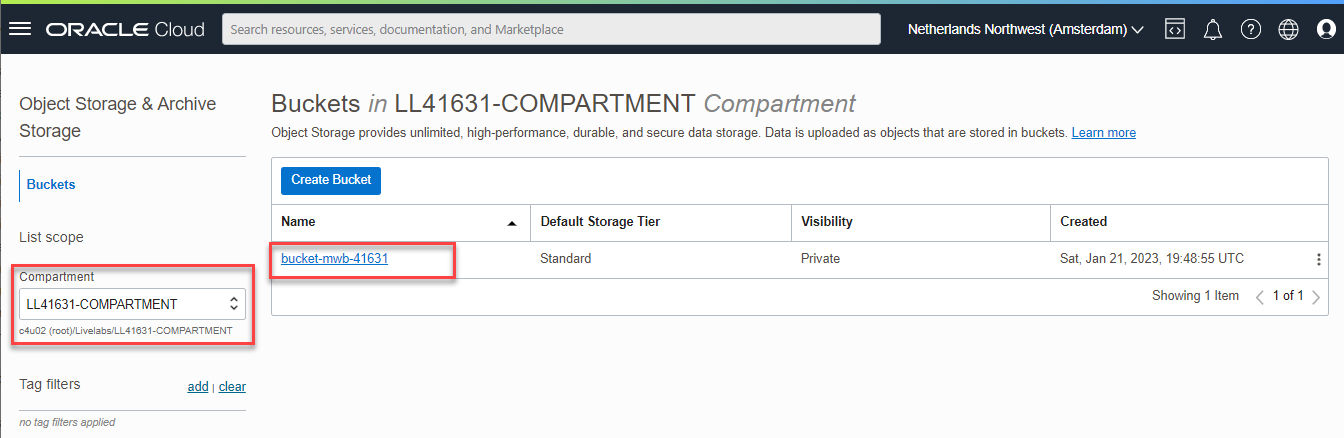 ORACLE Cloud
Search resources, services, documentation, and Marketplace
Netherlands Northwest (Amsterdam)
Object Storage & Archive
Storage
Buckets
List scope
Compartment
LL41631-COMPARTMENT
c4u02 (root)/Livelabs/LL41631-COMPARTMENT
Tag filters
add | clear
no tag filters applied
Buckets in LL41631-COMPARTMENT Compartment
Object Storage provides unlimited, high-performance, durable, and secure data storage. Data is uploaded as objects that are stored in buckets. Learn more
Create Bucket
Name Default Storage Tier Visibility Created
bucket-mwb-41631 Standard Private Sat, Jan 21, 2023, 19:48:55 UTC
Showing 1 Item 1 of 1